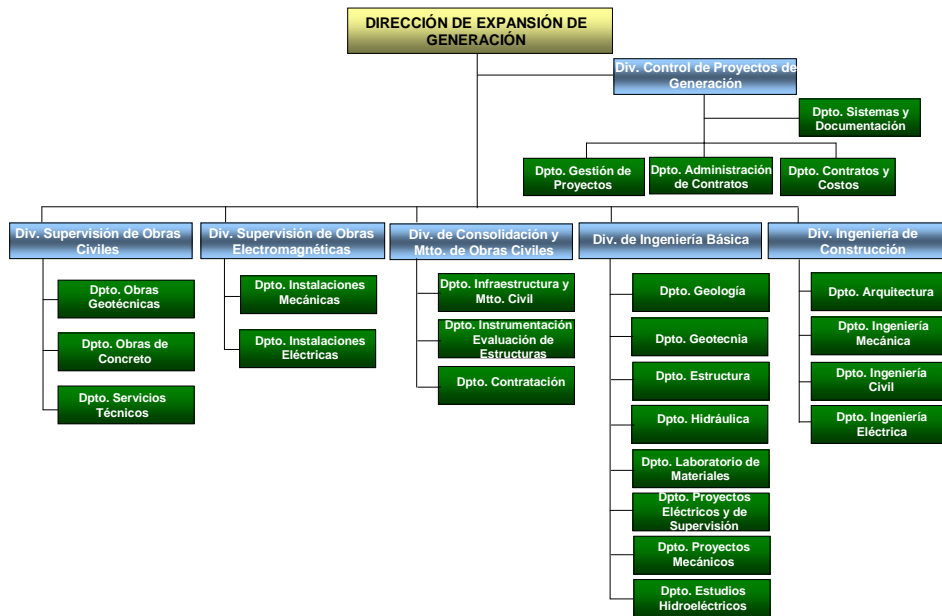 DIRECCIÓN DE EXPANSIÓN DE
GENERACIÓN
Div. Control de Proyectos de
Generación
Dpto. Sistemas y
Documentación
Dpto. Gestión de
Proyectos
Dpto. Administración
de Contratos
Dpto. Contratos y
Costos
Div. Supervisión de Obras
Civiles
Dpto. Obras
Geotécnicas
Dpto. Obras de
Concreto
Dpto. Servicios
Técnicos
Div. Supervisión de Obras
Electromagnéticas
Dpto. Instalaciones
Mecánicas
Dpto. Instalaciones
Eléctricas
Div. de Consolidación y
Mtto. de Obras Civiles
Dpto. Infraestructura y
Mtto. Civil
Dpto. Instrumentación
Evaluación de
Estructuras
Dpto. Contratación
Div. de Ingeniería Básica
Dpto. Geología
Dpto. Geotecnia
Dpto. Estructura
Dpto. Hidráulica
Dpto. Laboratorio de
Materiales
Dpto. Proyectos
Eléctricos y de
Supervisión
Dpto. Proyectos
Mecánicos
Dpto. Estudios
Hidroeléctricos
Div. Ingeniería de
Construcción
Dpto. Arquitectura
Dpto. Ingeniería
Mecánica
Dpto. Ingeniería
Civil
Dpto. Ingeniería
Eléctrica